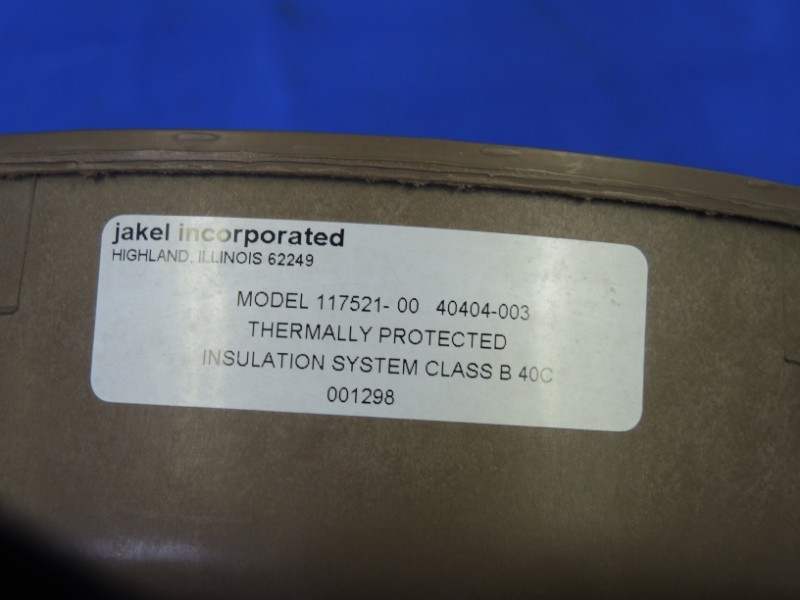 jakel incorporated
HIGHLAND, ILLINOIS 62249
MODEL 117521- 00 40404-003
THERMALLY PROTECTED
INSULATION SYSTEM CLASS B 40C
001298